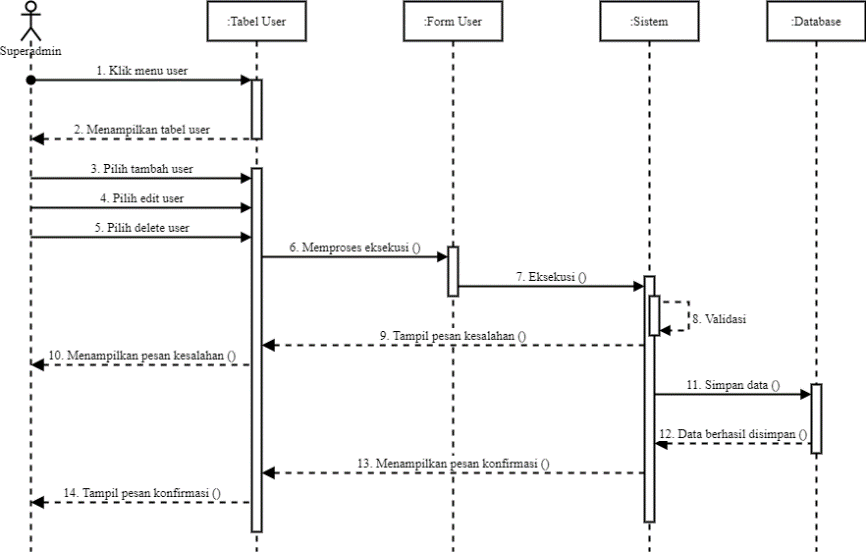 :Tabel User
:Form User
:Sistem
:Database
Superadmin
1. Klik menu user
2. Menampilkan tabel user
3. Pilih tambah user
4. Pilih edit user
5. Pilih delete user
6. Memproses eksekusi ()
7. Eksekusi ()
8. Validasi
9. Tampil pesan kesalahan ()
10. Menampilkan pesan kesalahan ()
11. Simpan data ()
12. Data berhasil disimpan ()
13. Menampilkan pesan konfirmasi ()
14. Tampil pesan konfirmasi ()